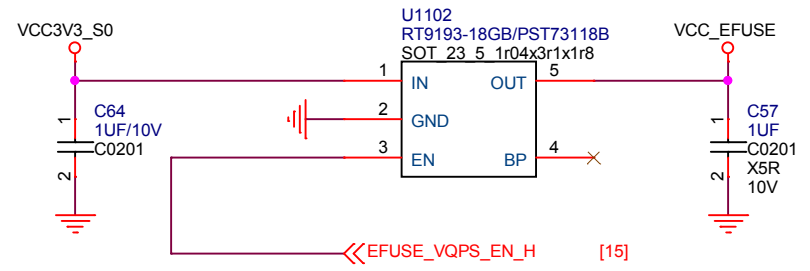 U1102
VCC3V3_S0
RT9193-18GB/PST73118B
VCC_EFUSE
SOT_23_5_1r04x3r1x1r8
1
IN
OUT
5
C64
1UF/10V
C0201
1
2
2
GND
3
EN
BP
4
C57
1UF
C0201
X5R
10V
1
2
EFUSE_VQPS_EN_H
[15]